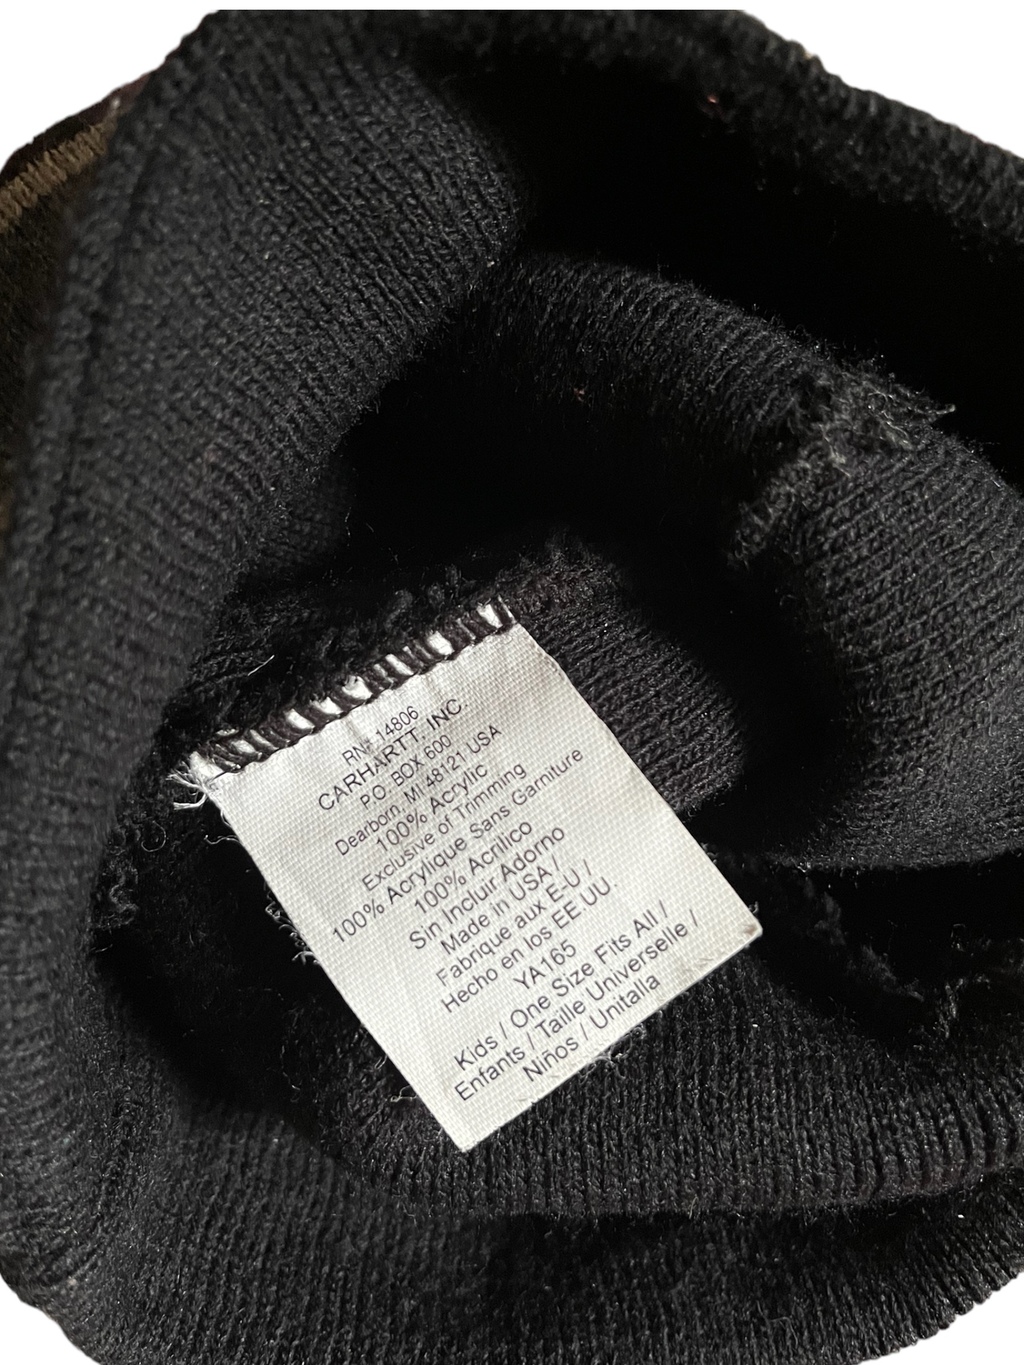 RN# 14806
CARHARTT, INC.
P.O. BOX 600
Dearborn, MI 48121 USA
100% Acrylic
Exclusive of Trimming
100% Acrylique Sans Garniture
100% Acrilico
Sin Incluir Adorno
Made in USA /
Fabrique aux E-U /
Hecho en los EE.UU.
YA165
Kids / One Size Fits All /
Enfants / Taille Universelle /
Niños / Unitalla